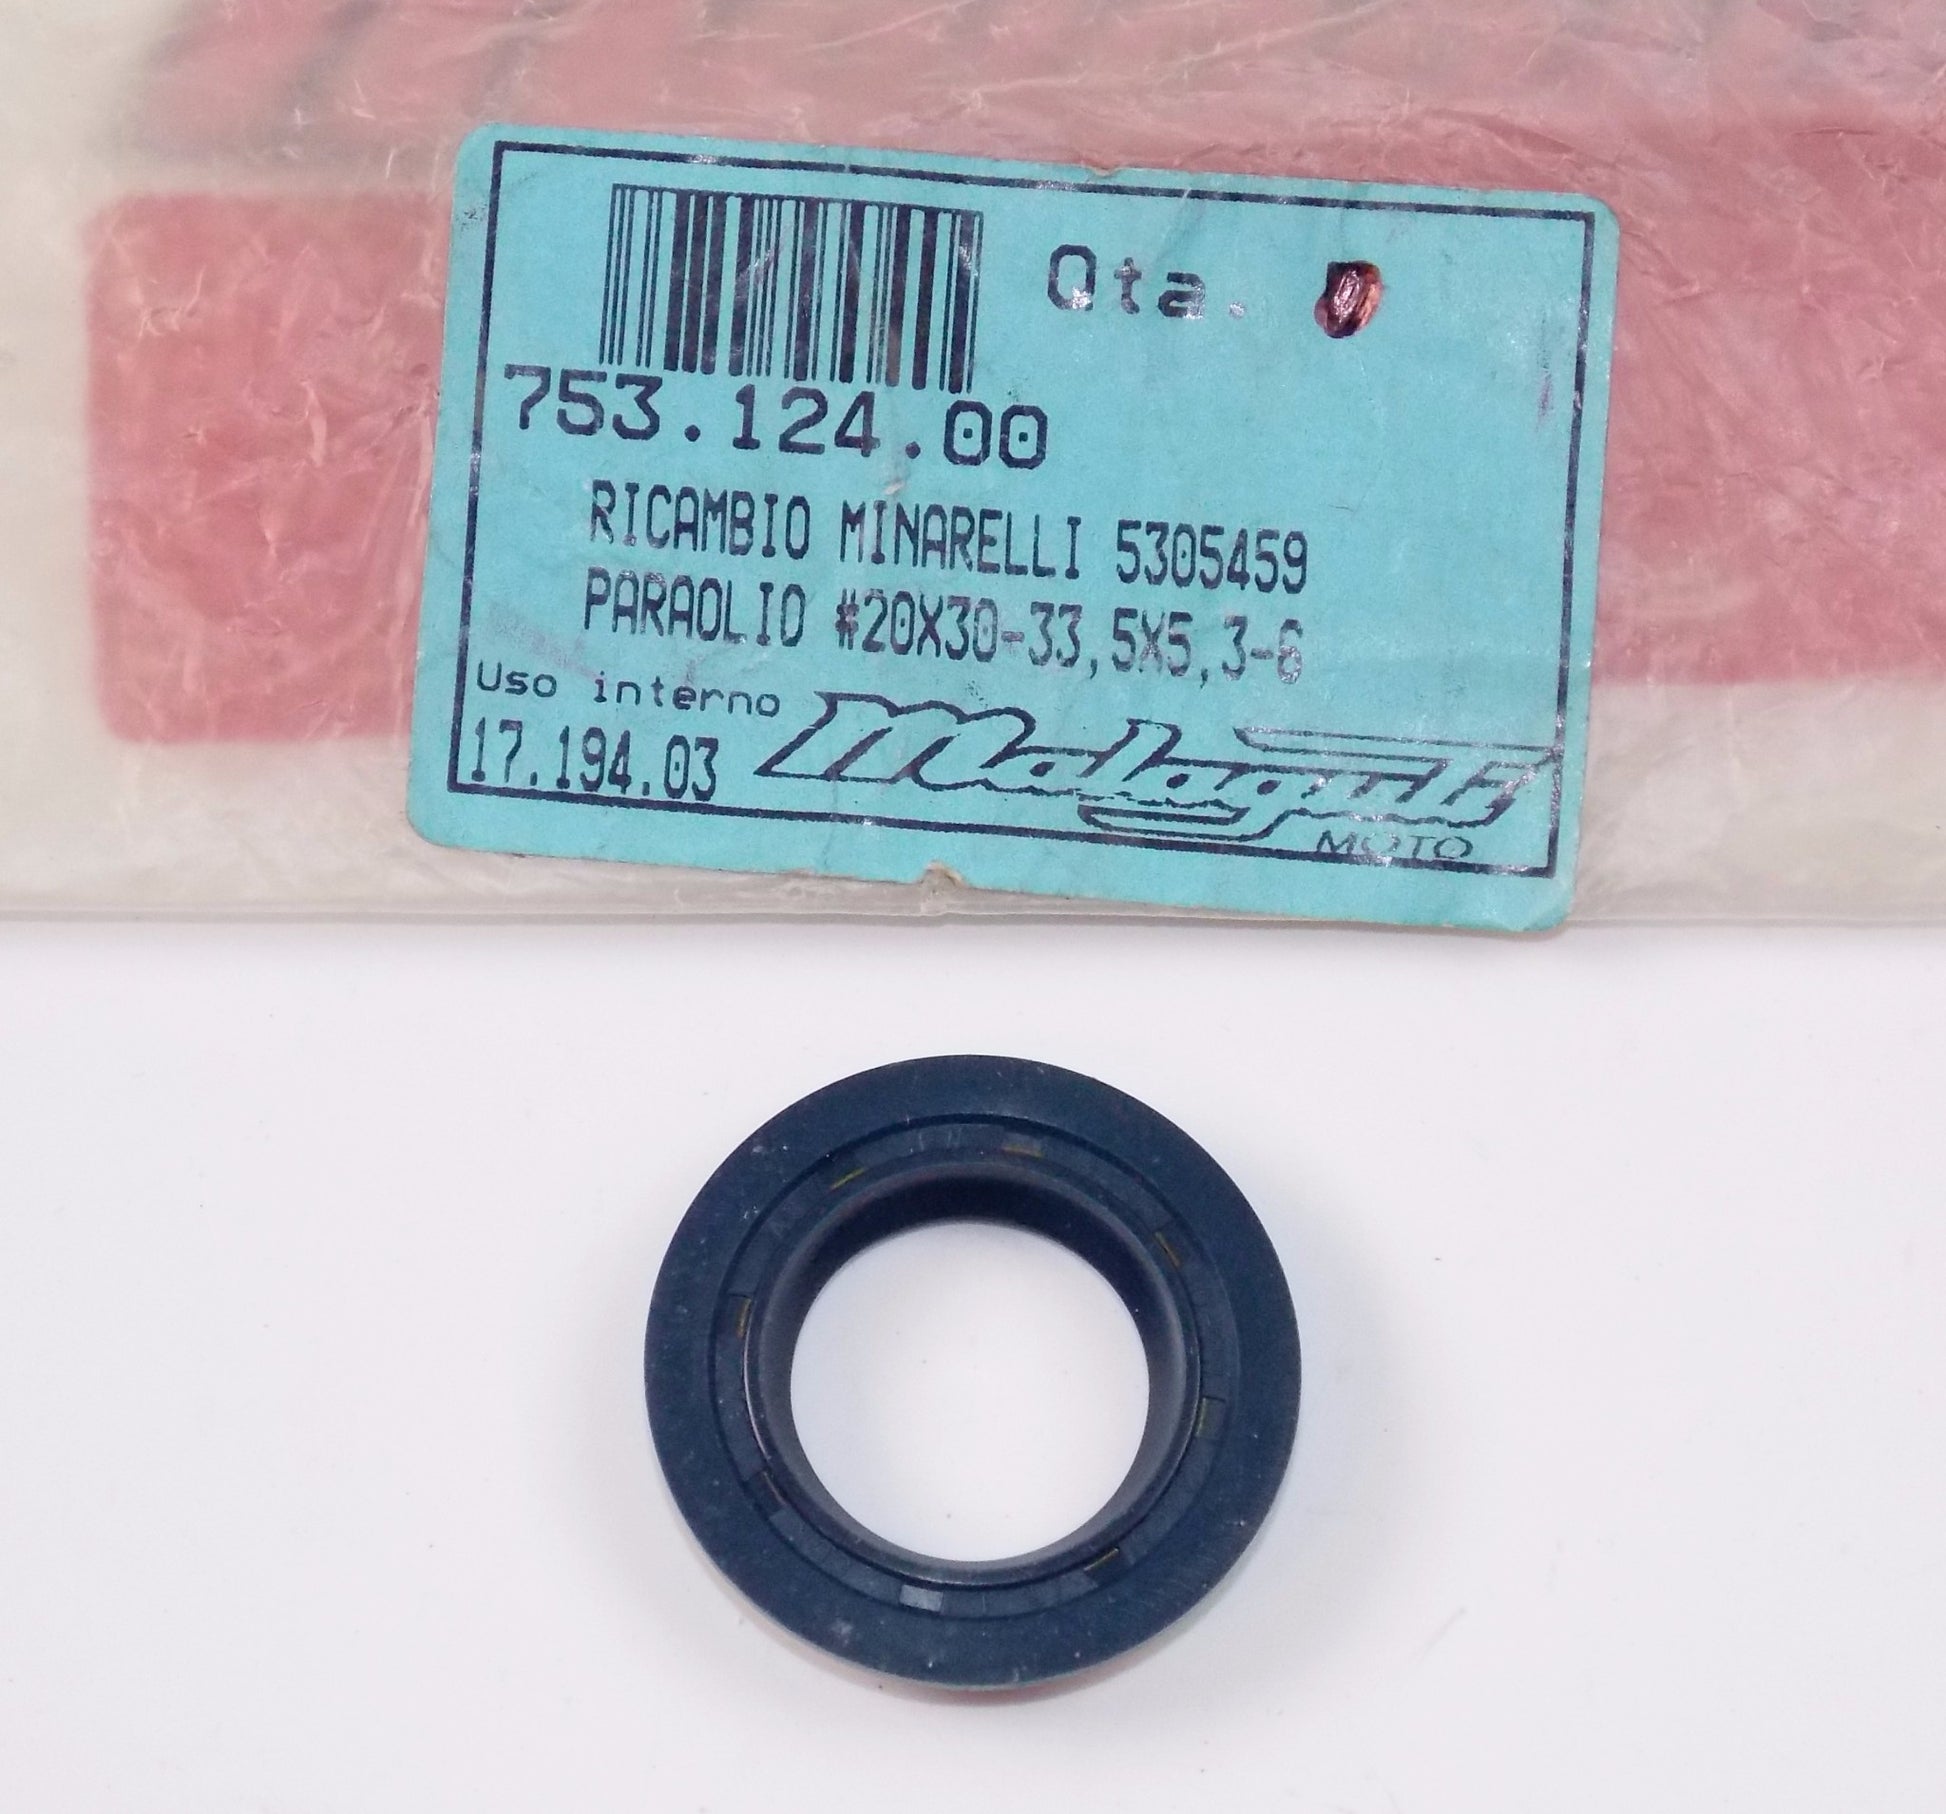 Qta.
753.124.00
RICAMBIO MINARELLI 5305459
PARAOLIO #20X30-33,5X5,3-6
Uso interno
17.194.03
Malaguti
MOTO